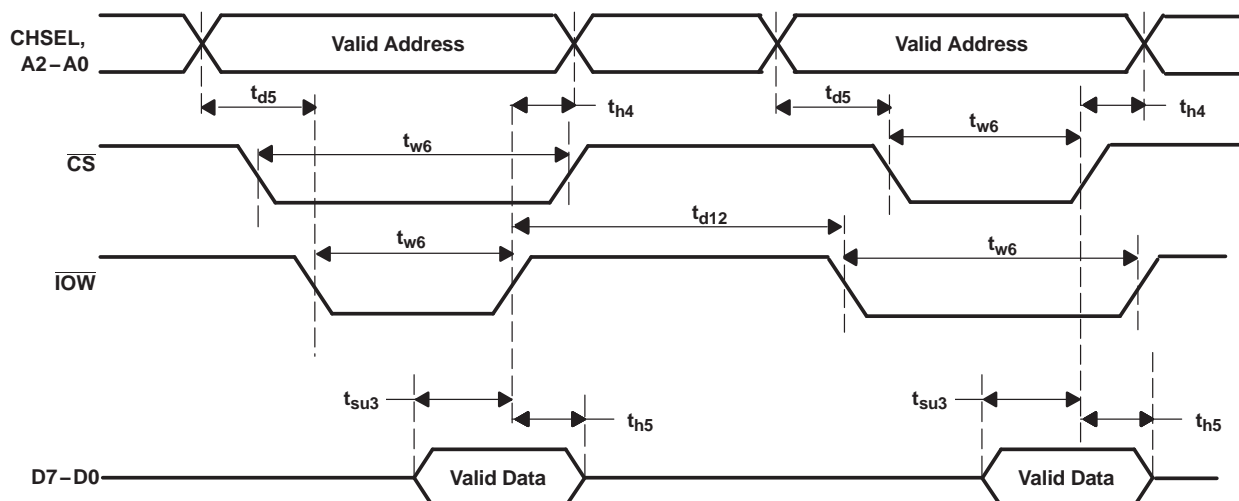 CHSEL,
A2–A0
Valid Address
Valid Address
td5
th4
td5
th4
CS
tw6
tw6
td12
IOW
tw6
tw6
tsu3
th5
tsu3
th5
D7–D0
Valid Data
Valid Data